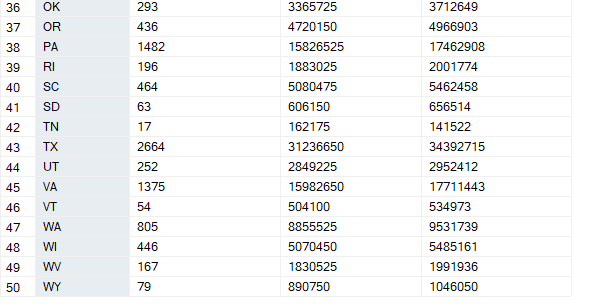 36 OK 293 3365725 3712649
37 OR 436 4720150 4966903
38 PA 1482 15826525 17462908
39 RI 196 1883025 2001774
40 SC 464 5080475 5462458
41 SD 63 606150 656514
42 TN 17 162175 141522
43 TX 2664 31236650 34392715
44 UT 252 2849225 2952412
45 VA 1375 15982650 17711443
46 VT 54 504100 534973
47 WA 805 8855525 9531739
48 WI 446 5070450 5485161
49 WV 167 1830525 1991936
50 WY 79 890750 1046050